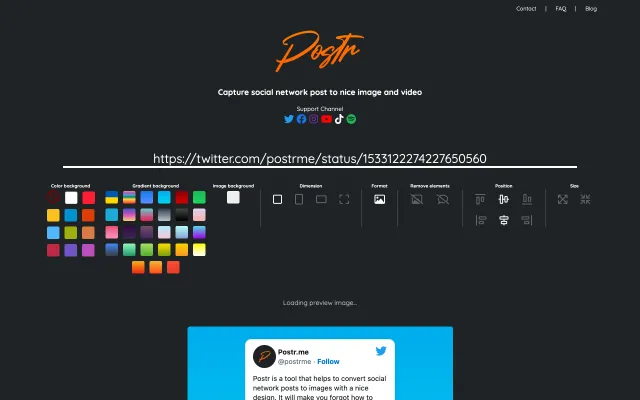 Contact | FAQ | Blog
Postr
Capture social network post to nice image and video
Support Channel
https://twitter.com/postrme/status/1533122274227650560
Color background Gradient background Image background Dimension Format Remove elements Position Size
Loading preview image...
Postr.me
@postrme · Follow
Postr is a tool that helps to convert social
network posts to images with a nice
design. It will make you forgot how to